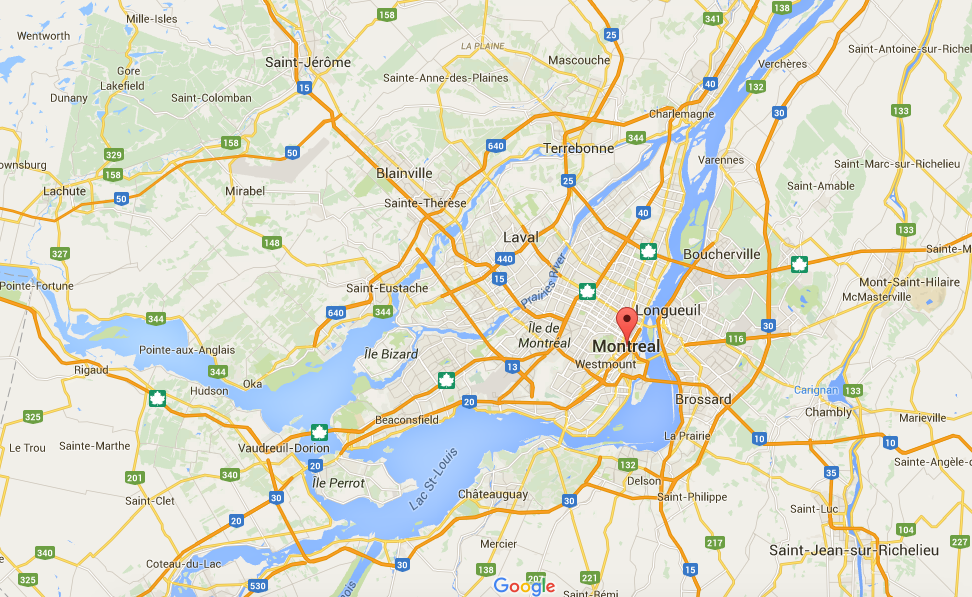 138
Mille-Isles
158
341
25
Wentworth
LA PLAINE
Saint-Antoine-sur-Richel
Saint-Jérôme
Mascouche
Verchères
Gore
Sainte-Anne-des-Plaines
Lakefield
15
40
132
Dunany
Saint-Colomban
Charlemagne
30
133
158
344
640
Terrebonne
329
50
ownsburg
158
Varennes
Saint-Marc-sur-Richelieu
Blainville
25
Lachute
50
Mirabel
Saint-Amable
Sainte-Thérèse
40
133
148
Laval
Sainte-M
327
440
Boucherville
15
Prairies River
Pointe-Fortune
Saint-Eustache
Mont-Saint-Hilaire
McMasterville
344
640
344
Longueuil
Île de
Montréal
30
Montreal
116
Pointe-aux-Anglais
Île Bizard
Westmount
Rigaud
344
13
Oka
Hudson
Carignan
133
20
Brossard
325
Beaconsfield
Chambly
Marieville
La Prairie
10
10
Le Trou
Sainte-Marthe
Vaudreuil-Dorion
20
Sainte-Angèle-d
201
340
Île Perrot
Lac St-Louis
132
Delson
35
Saint-Clet
30
Châteauguay
Saint-Philippe
30
Saint-Luc
20
104
227
340
Mercier
217
Saint-Jean-sur-Richelieu
Coteau-du-Lac
30
325
530
138
207
221
15
Google
Saint-Rémi